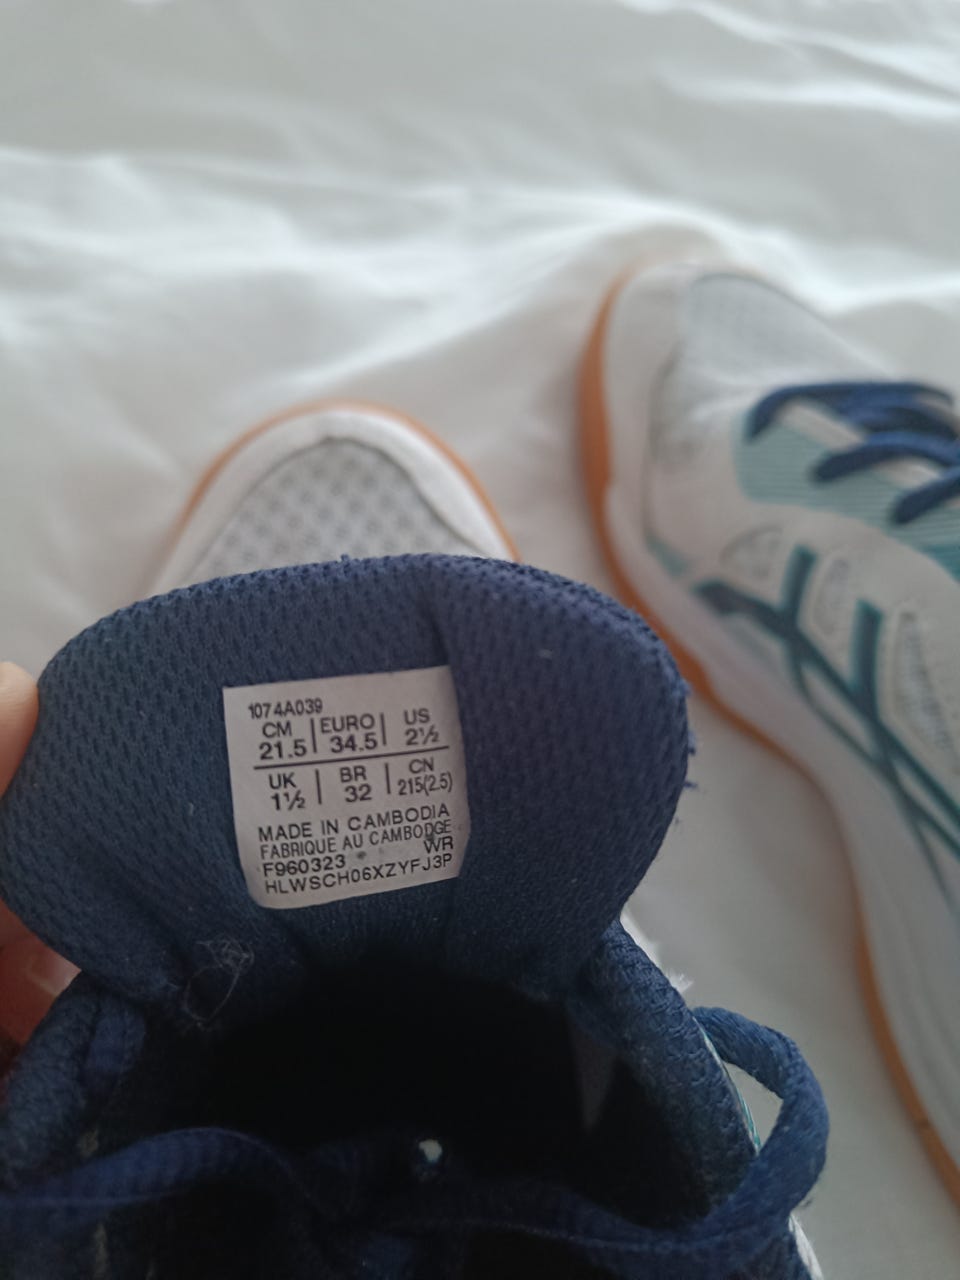 1074A039
CM | EURO | US
21.5 | 34.5 | 2½
UK | BR | CN
1½ | 32 | 215(2.5)
MADE IN CAMBODIA
FABRIQUE AU CAMBODGE
F960323 WR
HLWSCH06XZYFJ3P